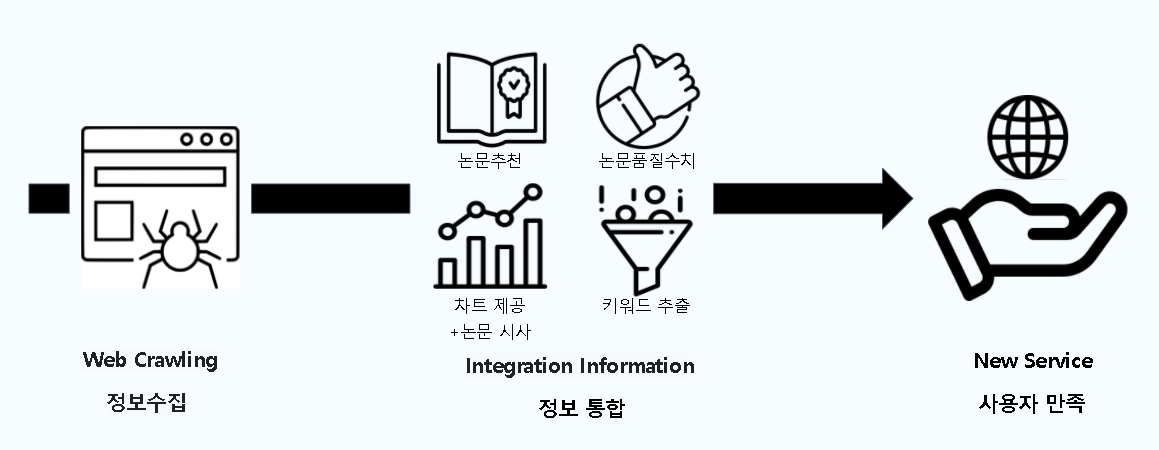 논문추천
논문품질수치
차트 제공
+논문 시사
키워드 추출
Web Crawling
정보수집
Integration Information
정보 통합
New Service
사용자 만족